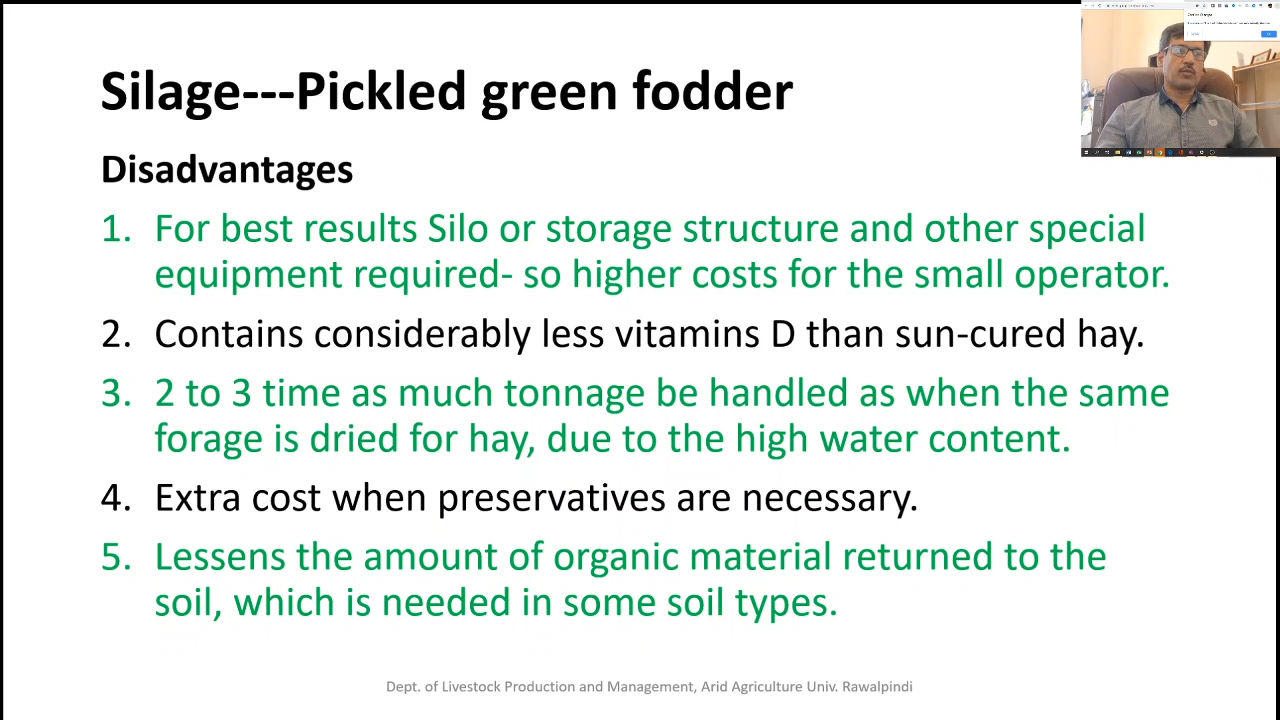 Silage---Pickled green fodder
Disadvantages
1. For best results Silo or storage structure and other special
equipment required- so higher costs for the small operator.
2. Contains considerably less vitamins D than sun-cured hay.
3. 2 to 3 time as much tonnage be handled as when the same
forage is dried for hay, due to the high water content.
4. Extra cost when preservatives are necessary.
5. Lessens the amount of organic material returned to the
soil, which is needed in some soil types.
Dept. of Livestock Production and Management, Arid Agriculture Univ. Rawalpindi